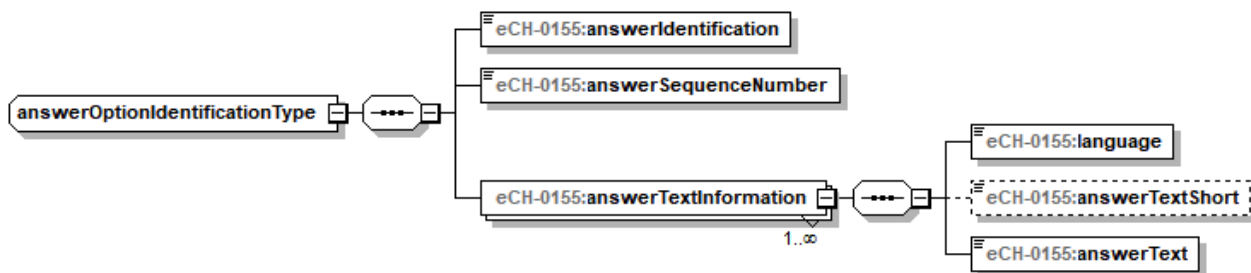 eCH-0155:answerIdentification
eCH-0155:answerSequenceNumber
answerOptionIdentificationType
eCH-0155:language
eCH-0155:answerTextInformation
eCH-0155:answerTextShort
1..∞
eCH-0155:answerText